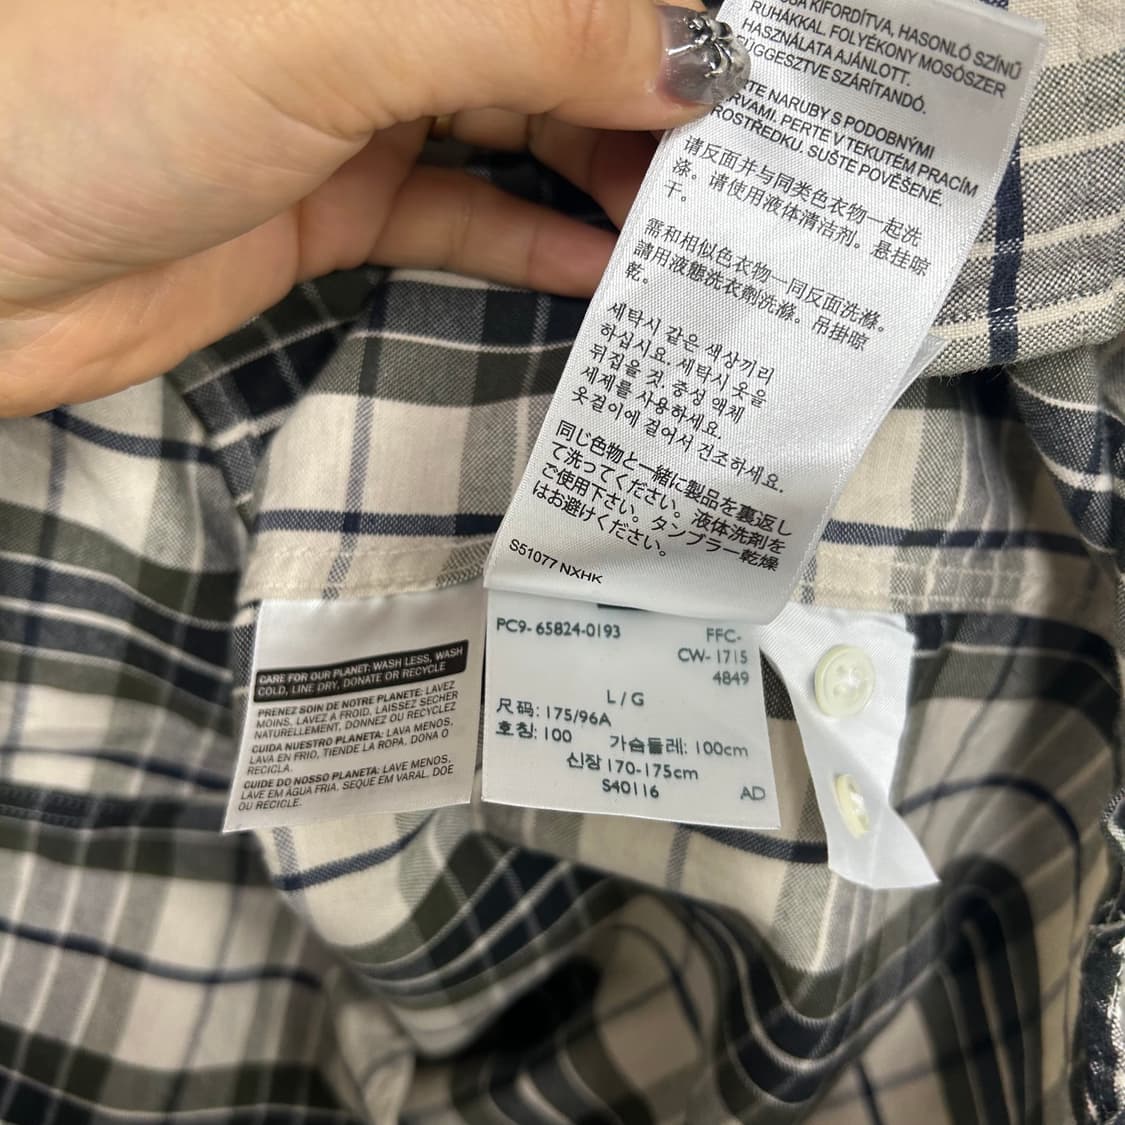 KIFORDÍTVA, HASONLÓ SZÍNŰ
RUHÁKKAL. FOLYÉKONY MOSÓSZER
HASZNÁLATA AJÁNLOTT.
FÜGGESZTVE SZÁRÍTANDÓ.
NARUBY S PODOBNÝMI
PERTE V TEKUTÉM PRACÍM
PROSTŘEDKU. SUŠTE POVĚŠENÉ.
请反面并与同类色衣物一起洗
涤。请使用液体清洁剂。悬挂晾
干。
需和相似色衣物一同反面洗滌。
請用液態洗衣劑洗滌。吊掛晾
乾。
세탁시 같은 색상끼리
하십시요. 세탁시 옷을
뒤집을 것. 중성 액체
세제를 사용하세요.
옷걸이에 걸어서 건조하세요.
同じ色物と一緒に製品を裏返し
て洗ってください。液体洗剤を
ご使用下さい。タンブラー乾燥
はお避けください。
S51077 NXHK
CARE FOR OUR PLANET: WASH LESS, WASH
COLD, LINE DRY, DONATE OR RECYCLE
PRENEZ SOIN DE NOTRE PLANETE: LAVEZ
MOINS, LAVEZ A FROID, LAISSEZ SECHER
NATURELLEMENT, DONNEZ OU RECYCLEZ
CUIDA NUESTRO PLANETA: LAVA MENOS,
LAVA EN FRIO, TIENDE LA ROPA, DONA O
RECICLA.
CUIDE DO NOSSO PLANETA: LAVE MENOS,
LAVE EM ÁGUA FRIA, SEQUE EM VARAL, DOE
OU RECICLE.
PC9- 65824-0193 FFC-
CW- 1715
4849
L / G
尺码: 175/96A
호칭: 100 가슴둘레: 100cm
신장 170-175cm
S40116 AD